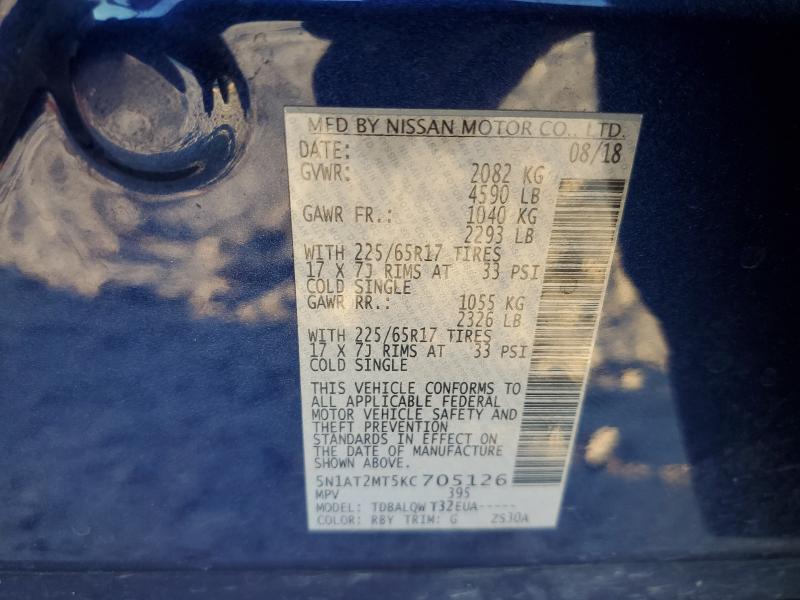 MFD BY NISSAN MOTOR CO., LTD.
DATE: 08/18
GVWR: 2082 KG
4590 LB
GAWR FR.: 1040 KG
2293 LB
WITH 225/65R17 TIRES
17 X 7J RIMS AT 33 PSI
COLD SINGLE
GAWR RR.: 1055 KG
2326 LB
WITH 225/65R17 TIRES
17 X 7J RIMS AT 33 PSI
COLD SINGLE
THIS VEHICLE CONFORMS TO
ALL APPLICABLE FEDERAL
MOTOR VEHICLE SAFETY AND
THEFT PREVENTION
STANDARDS IN EFFECT ON
THE DATE OF MANUFACTURE
SHOWN ABOVE.
5N1AT2MT5KC705126
MPV 395
MODEL: TDBALQWT32EUA-----
COLOR: RBY TRIM: G ZS30A